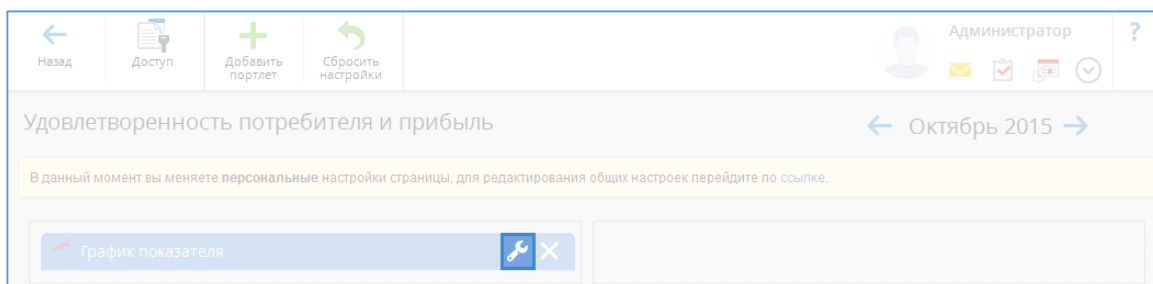 Назад
Доступ
Добавить
портлет
Сбросить
настройки
Администратор
?
Удовлетворенность потребителя и прибыль
Октябрь 2015
В данный момент вы меняете персональные настройки страницы, для редактирования общих настроек перейдите по ссылке.
График показателя